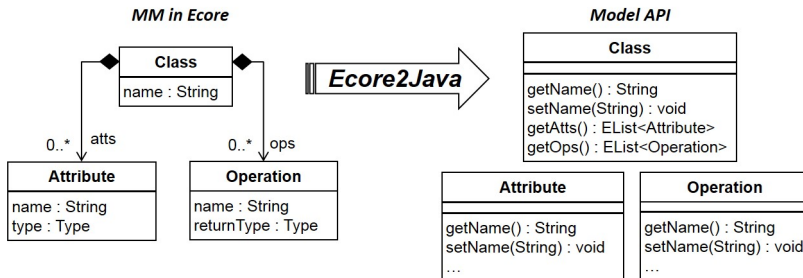 MM in Ecore
Class
name : String
0..* atts
0..* ops
Attribute
name : String
type : Type
Operation
name : String
returnType : Type
Ecore2Java
Model API
Class
getName() : String
setName(String) : void
getAtts() : EList<Attribute>
getOps() : EList<Operation>
Attribute
getName() : String
setName(String) : void
...
Operation
getName() : String
setName(String) : void
...